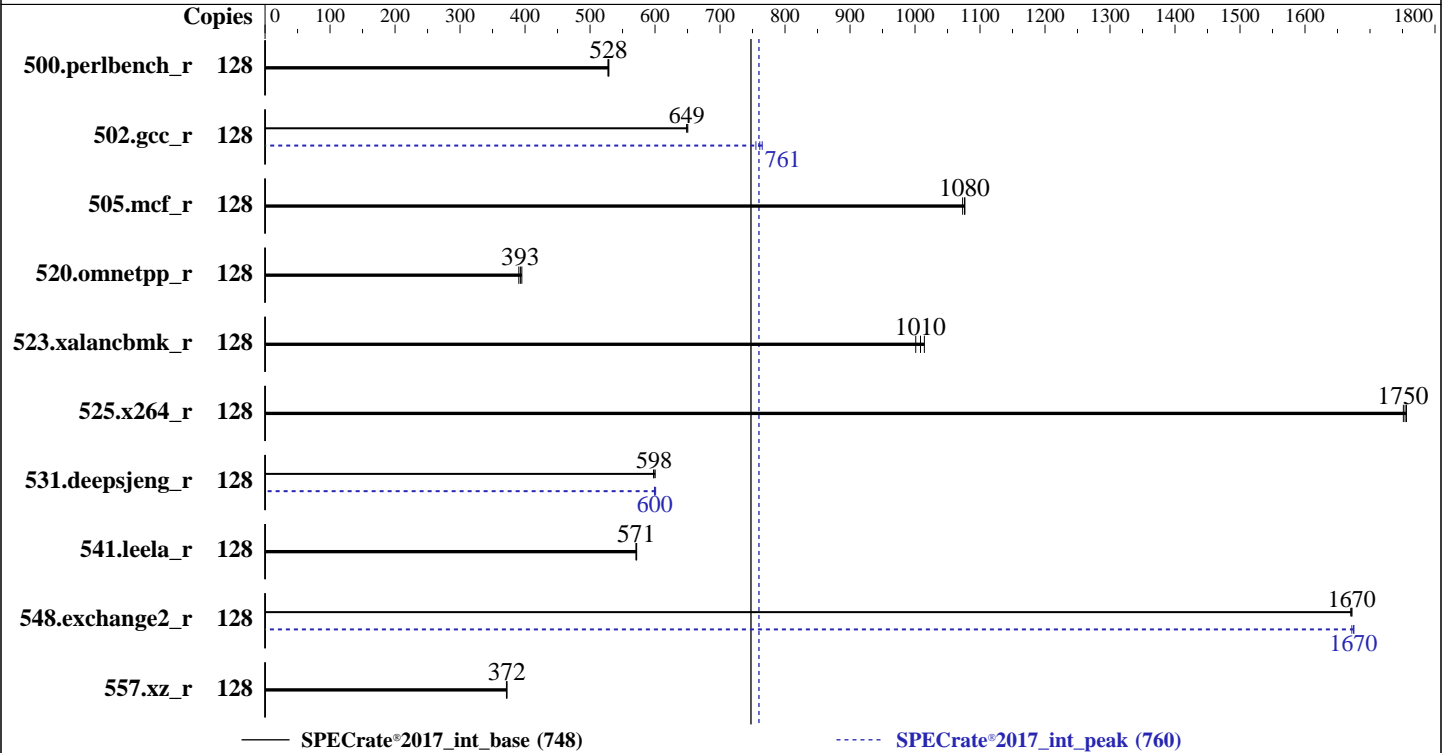 Copies 0 100 200 300 400 500 600 700 800 900 1000 1100 1200 1300 1400 1500 1600 1800
500.perlbench_r 128 528
502.gcc_r 128 649
761
505.mcf_r 128 1080
520.omnetpp_r 128 393
523.xalancbmk_r 128 1010
525.x264_r 128 1750
531.deepsjeng_r 128 598
600
541.leela_r 128 571
548.exchange2_r 128 1670
1670
557.xz_r 128 372
SPECrate®2017_int_base (748) SPECrate®2017_int_peak (760)